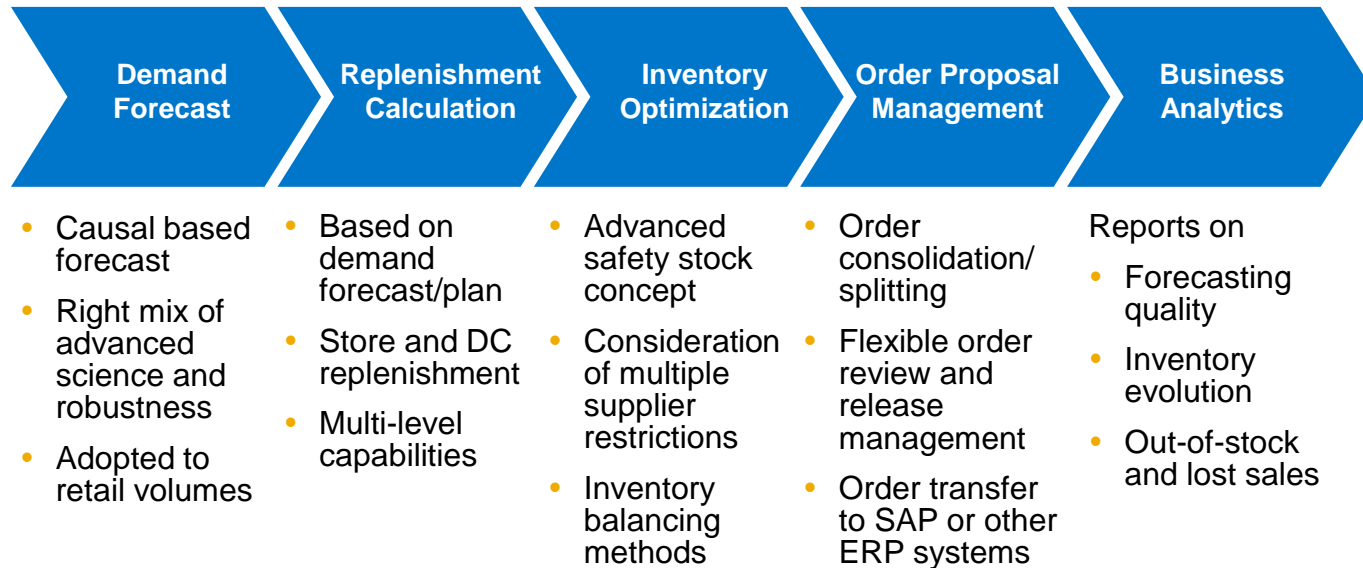 Demand
Forecast
Replenishment
Calculation
Inventory
Optimization
Order Proposal
Management
Business
Analytics
• Causal based
forecast
• Right mix of
advanced
science and
robustness
• Adopted to
retail volumes
• Based on
demand
forecast/plan
• Store and DC
replenishment
• Multi-level
capabilities
• Advanced
safety stock
concept
• Consideration
of multiple
supplier
restrictions
• Inventory
balancing
methods
• Order
consolidation/
splitting
• Flexible order
review and
release
management
• Order transfer
to SAP or other
ERP systems
Reports on
• Forecasting
quality
• Inventory
evolution
• Out-of-stock
and lost sales